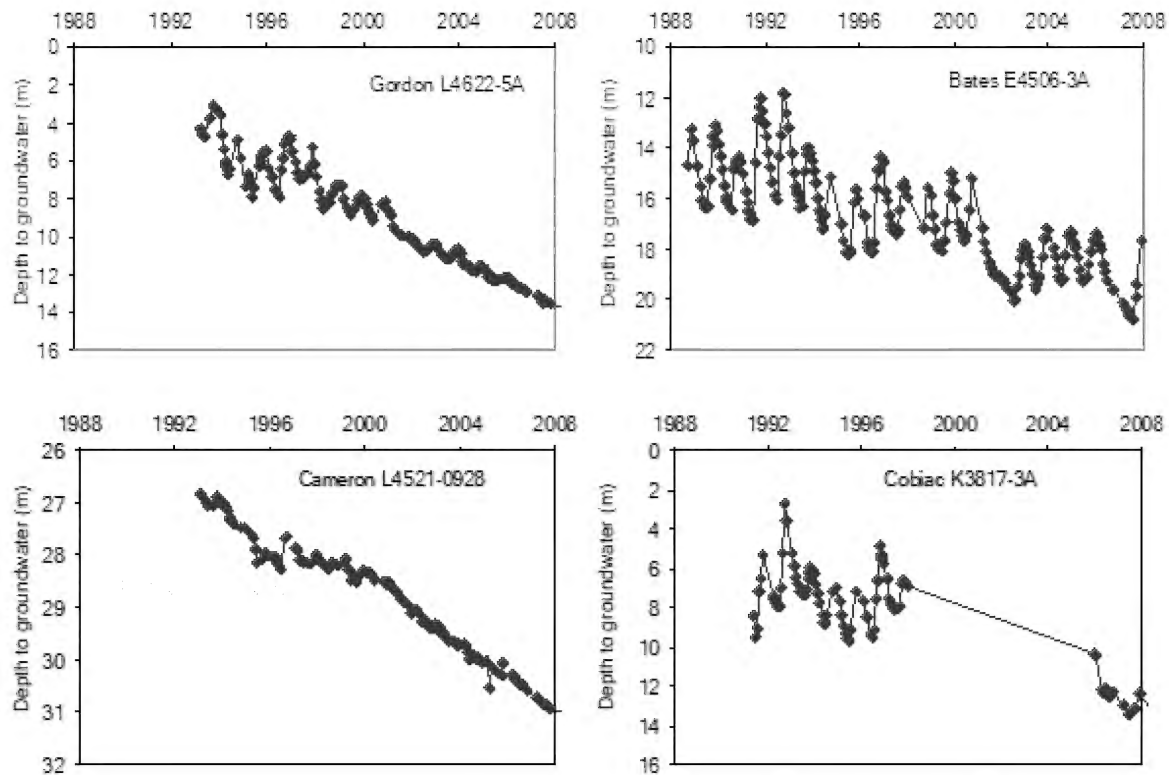 1988 1992 1996 2000 2004 2008
0
2
4
6
8
10
12
14
16
Depth to groundwater (m)
Gordon L4622-5A
1988 1992 1996 2000 2004 2008
10
12
14
16
18
20
22
Depth to groundwater (m)
Bates E4506-3A
1988 1992 1996 2000 2004 2008
26
27
28
29
30
31
32
Depth to groundwater (m)
Cameron L4521-0928
1988 1992 1996 2000 2004 2008
0
2
4
6
8
10
12
14
16
Depth to groundwater (m)
Cobiac K3817-3A